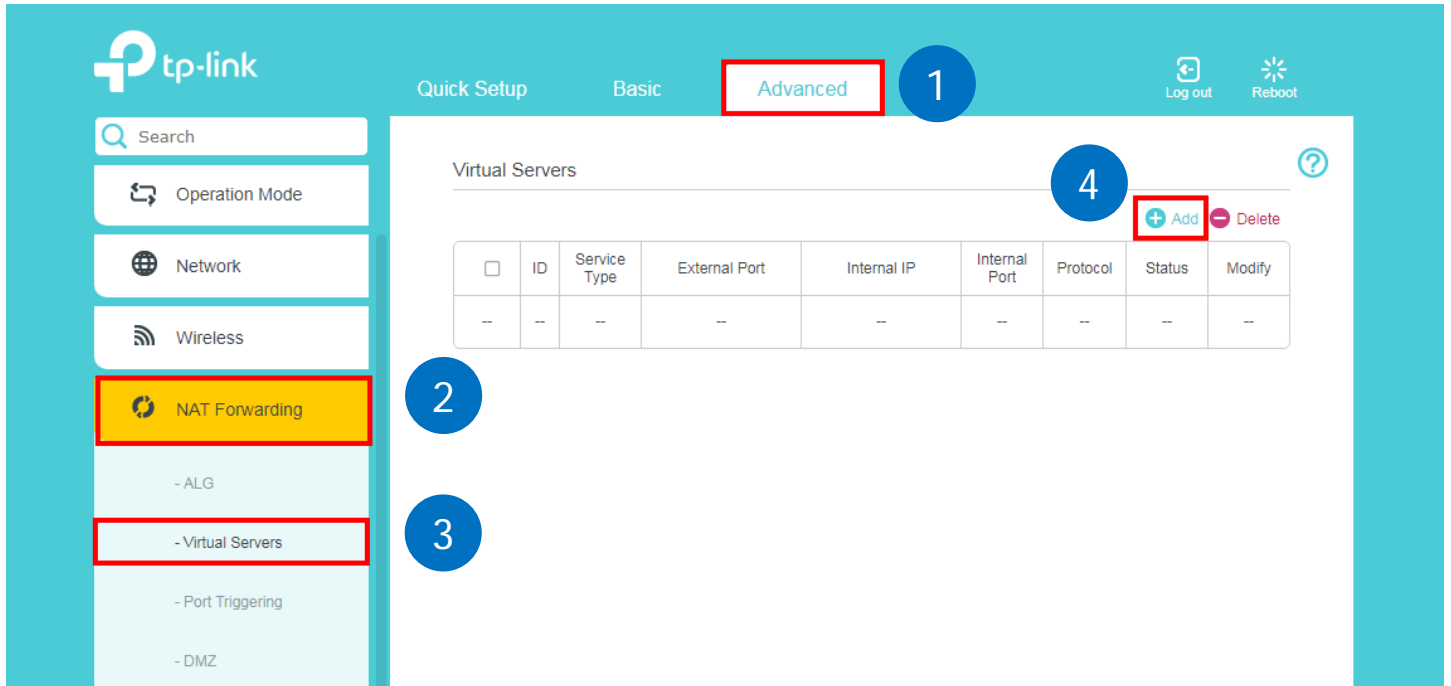 tp-link
Quick Setup Basic Advanced 1 Log out Reboot
Search
Operation Mode
Network
Wireless
NAT Forwarding 2
- ALG
- Virtual Servers 3
- Port Triggering
- DMZ
Virtual Servers
4
Add Delete
ID Service Type External Port Internal IP Internal Port Protocol Status Modify
-- -- -- -- -- -- -- -- --